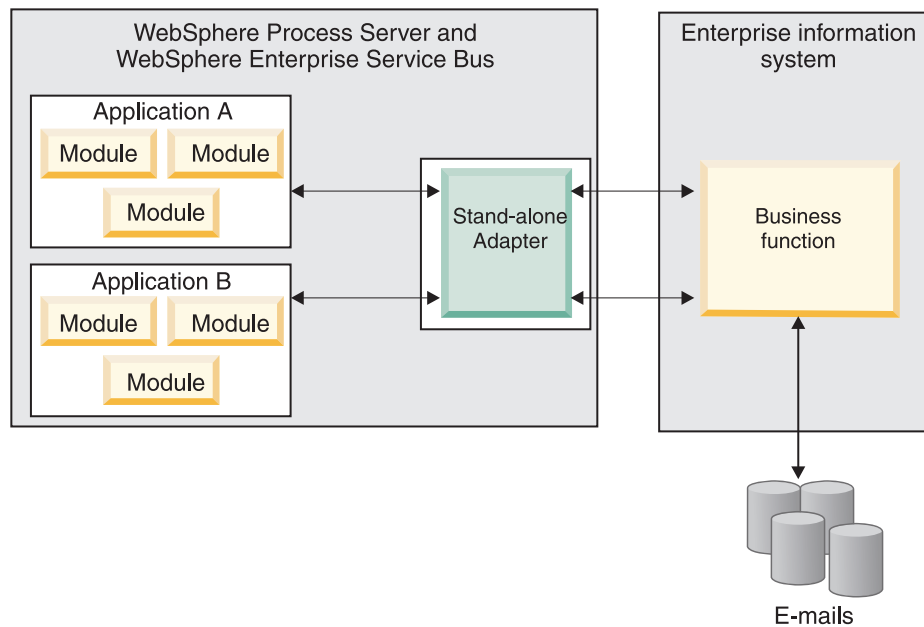 WebSphere Process Server and
WebSphere Enterprise Service Bus
Application A
Module
Module
Module
Application B
Module
Module
Module
Stand-alone
Adapter
Enterprise information
system
Business
function
E-mails